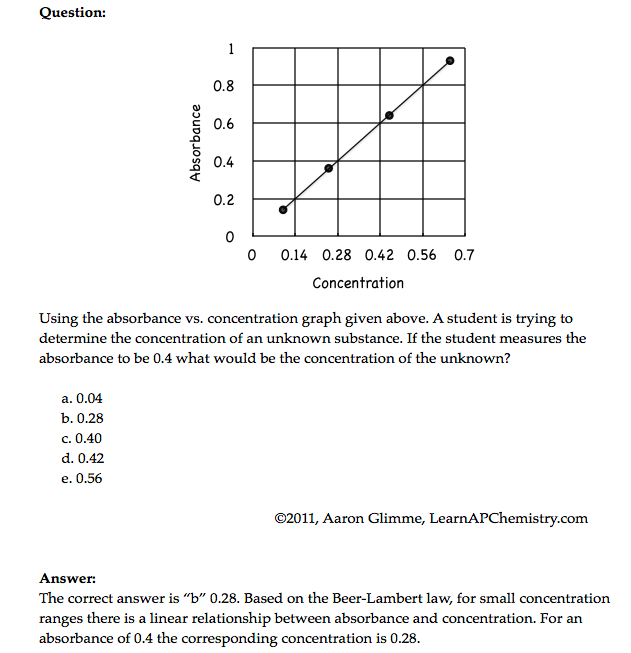 Question:
1
0.8
0.6
0.4
0.2
0
Absorbance
0 0.14 0.28 0.42 0.56 0.7
Concentration
Using the absorbance vs. concentration graph given above. A student is trying to
determine the concentration of an unknown substance. If the student measures the
absorbance to be 0.4 what would be the concentration of the unknown?
a. 0.04
b. 0.28
c. 0.40
d. 0.42
e. 0.56
©2011, Aaron Glimme, LearnAPChemistry.com
Answer:
The correct answer is “b” 0.28. Based on the Beer-Lambert law, for small concentration
ranges there is a linear relationship between absorbance and concentration. For an
absorbance of 0.4 the corresponding concentration is 0.28.